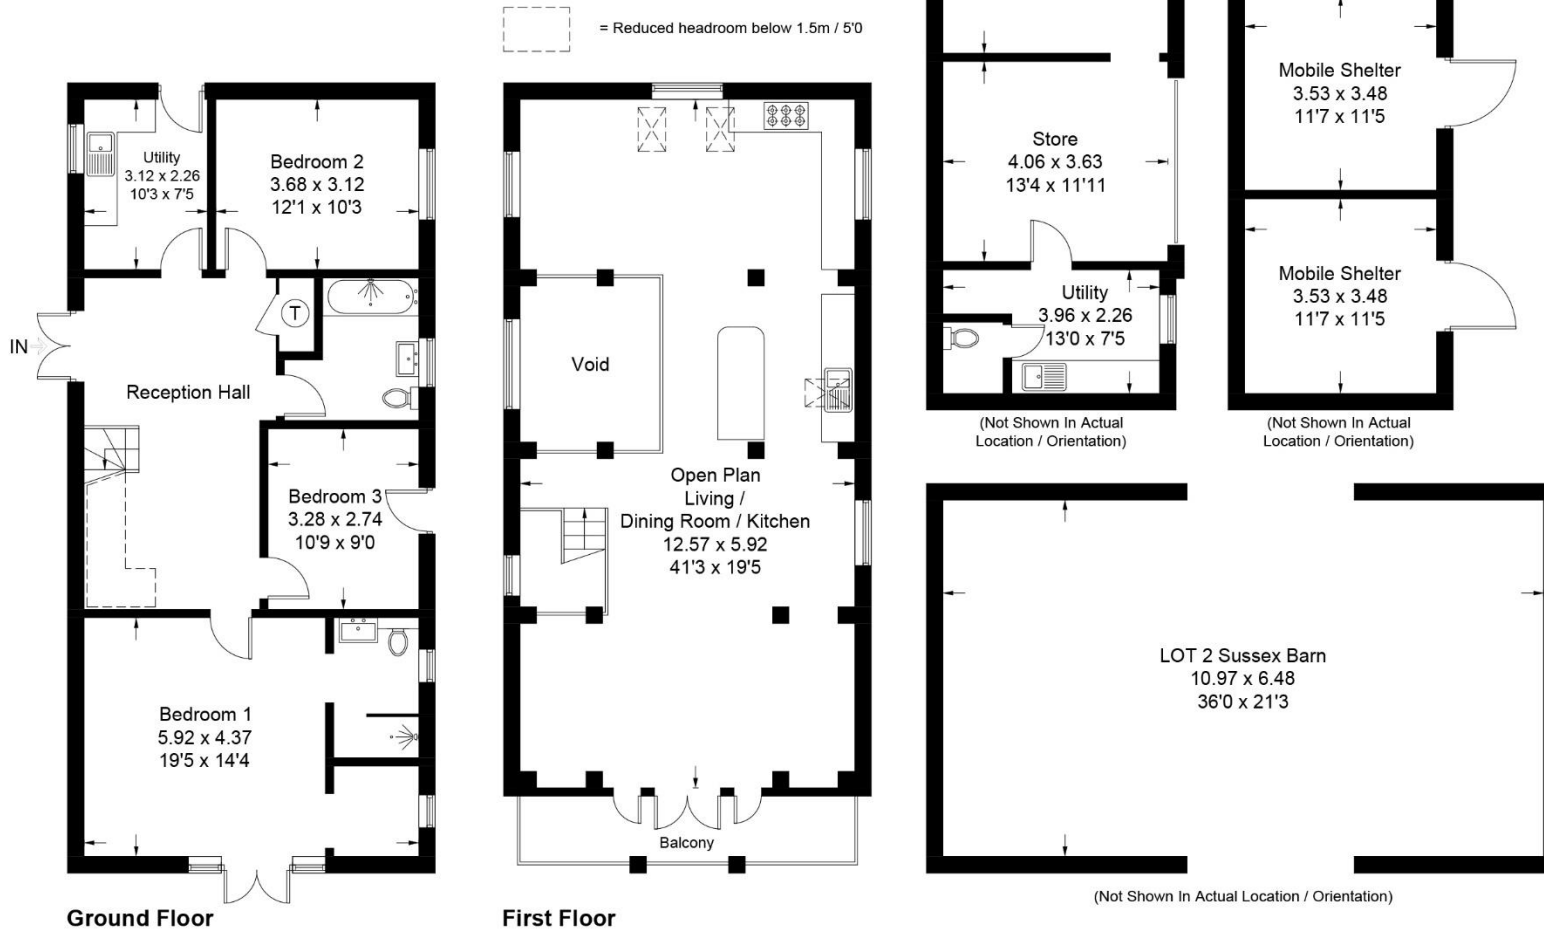 = Reduced headroom below 1.5m / 5'0
Utility
3.12 x 2.26
10'3 x 7'5
Bedroom 2
3.68 x 3.12
12'1 x 10'3
T
IN
Reception Hall
Bedroom 3
3.28 x 2.74
10'9 x 9'0
Bedroom 1
5.92 x 4.37
19'5 x 14'4
Ground Floor
Void
Open Plan
Living /
Dining Room / Kitchen
12.57 x 5.92
41'3 x 19'5
Balcony
First Floor
Store
4.06 x 3.63
13'4 x 11'11
Utility
3.96 x 2.26
13'0 x 7'5
(Not Shown In Actual
Location / Orientation)
Mobile Shelter
3.53 x 3.48
11'7 x 11'5
Mobile Shelter
3.53 x 3.48
11'7 x 11'5
(Not Shown In Actual
Location / Orientation)
LOT 2 Sussex Barn
10.97 x 6.48
36'0 x 21'3
(Not Shown In Actual Location / Orientation)